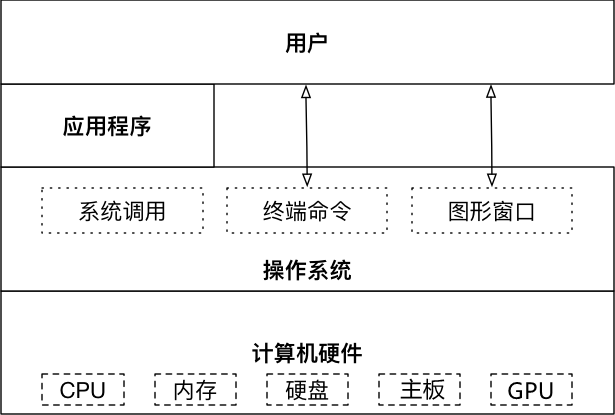 用户
应用程序
系统调用 终端命令 图形窗口
操作系统
计算机硬件
CPU 内存 硬盘 主板 GPU